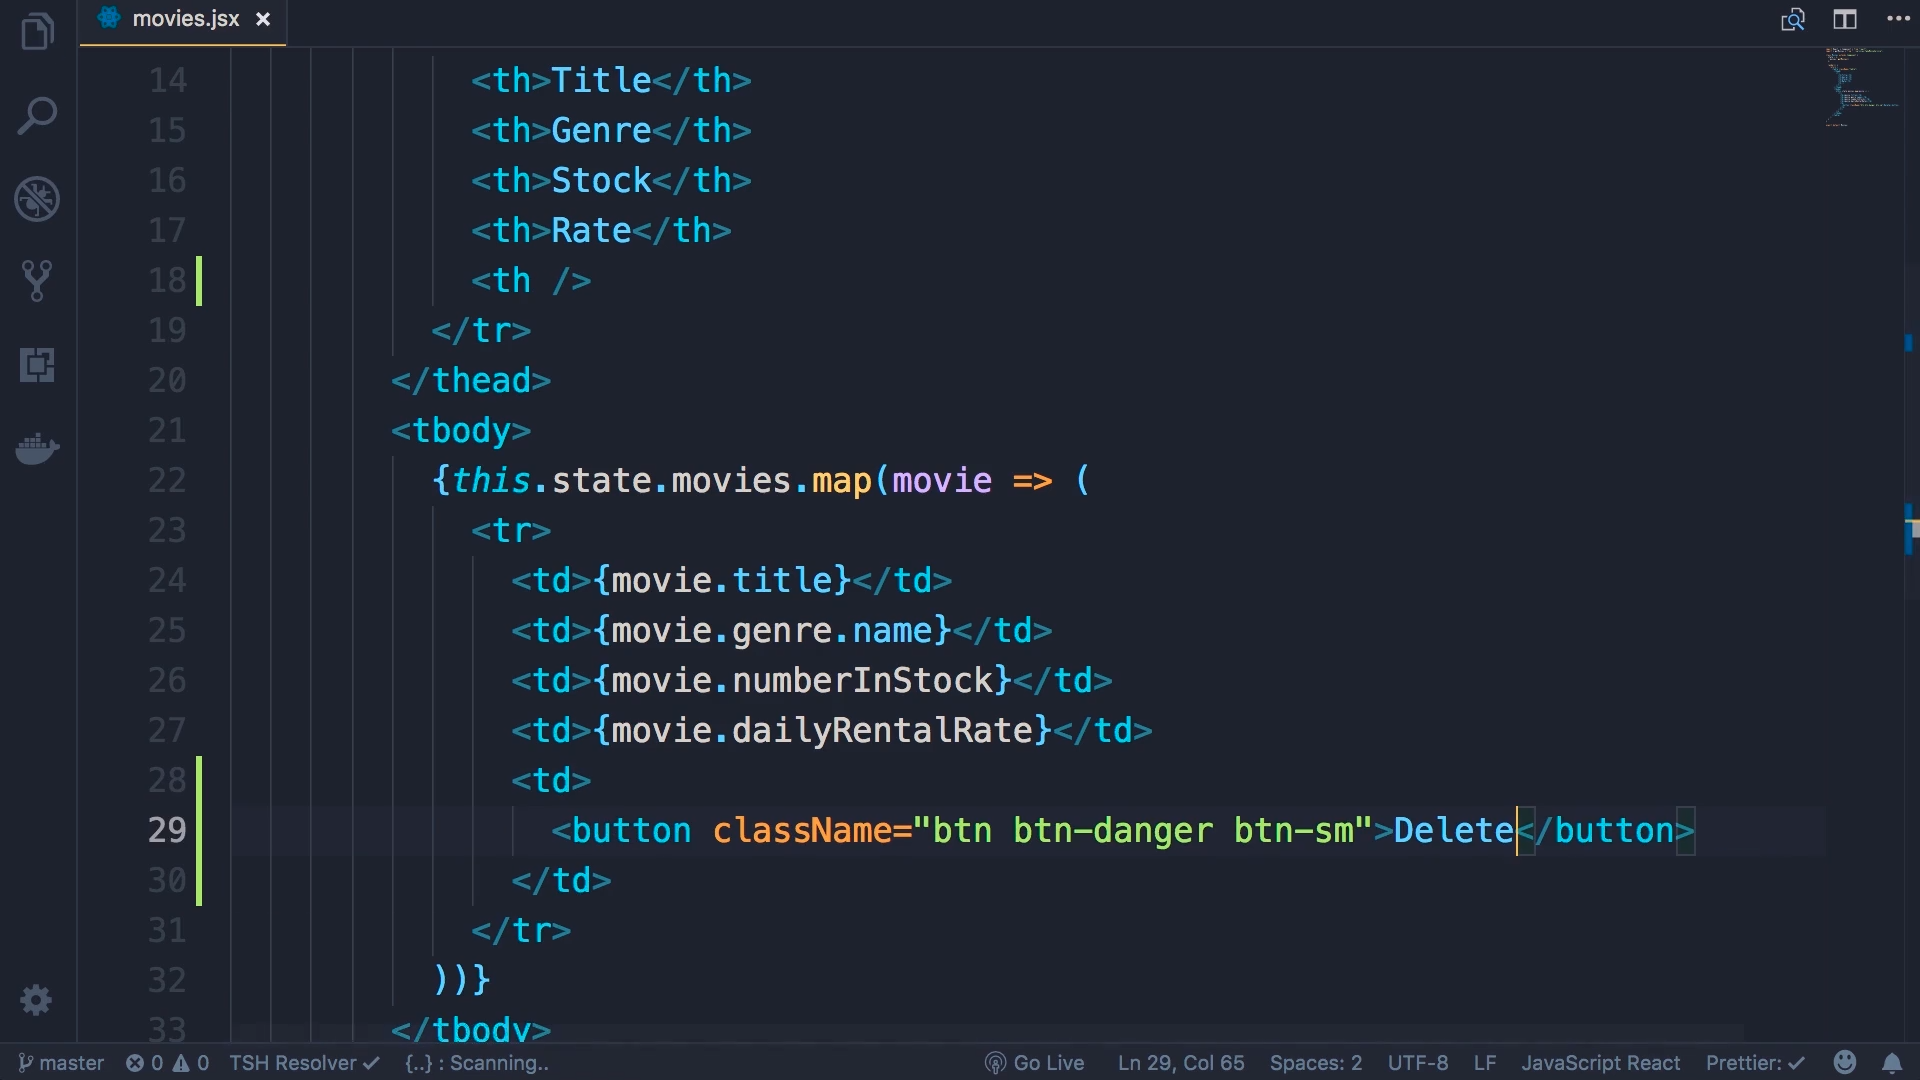 movies.jsx ×
14 <th>Title</th>
15 <th>Genre</th>
16 <th>Stock</th>
17 <th>Rate</th>
18 <th />
19 </tr>
20 </thead>
21 <tbody>
22 {this.state.movies.map(movie => (
23 <tr>
24 <td>{movie.title}</td>
25 <td>{movie.genre.name}</td>
26 <td>{movie.numberInStock}</td>
27 <td>{movie.dailyRentalRate}</td>
28 <td>
29 <button className="btn btn-danger btn-sm">Delete</button>
30 </td>
31 </tr>
32 ))}
33 </tbody>
master 0 0 TSH Resolver ✓ {..} : Scanning.. Go Live Ln 29, Col 65 Spaces: 2 UTF-8 LF JavaScript React Prettier: ✓